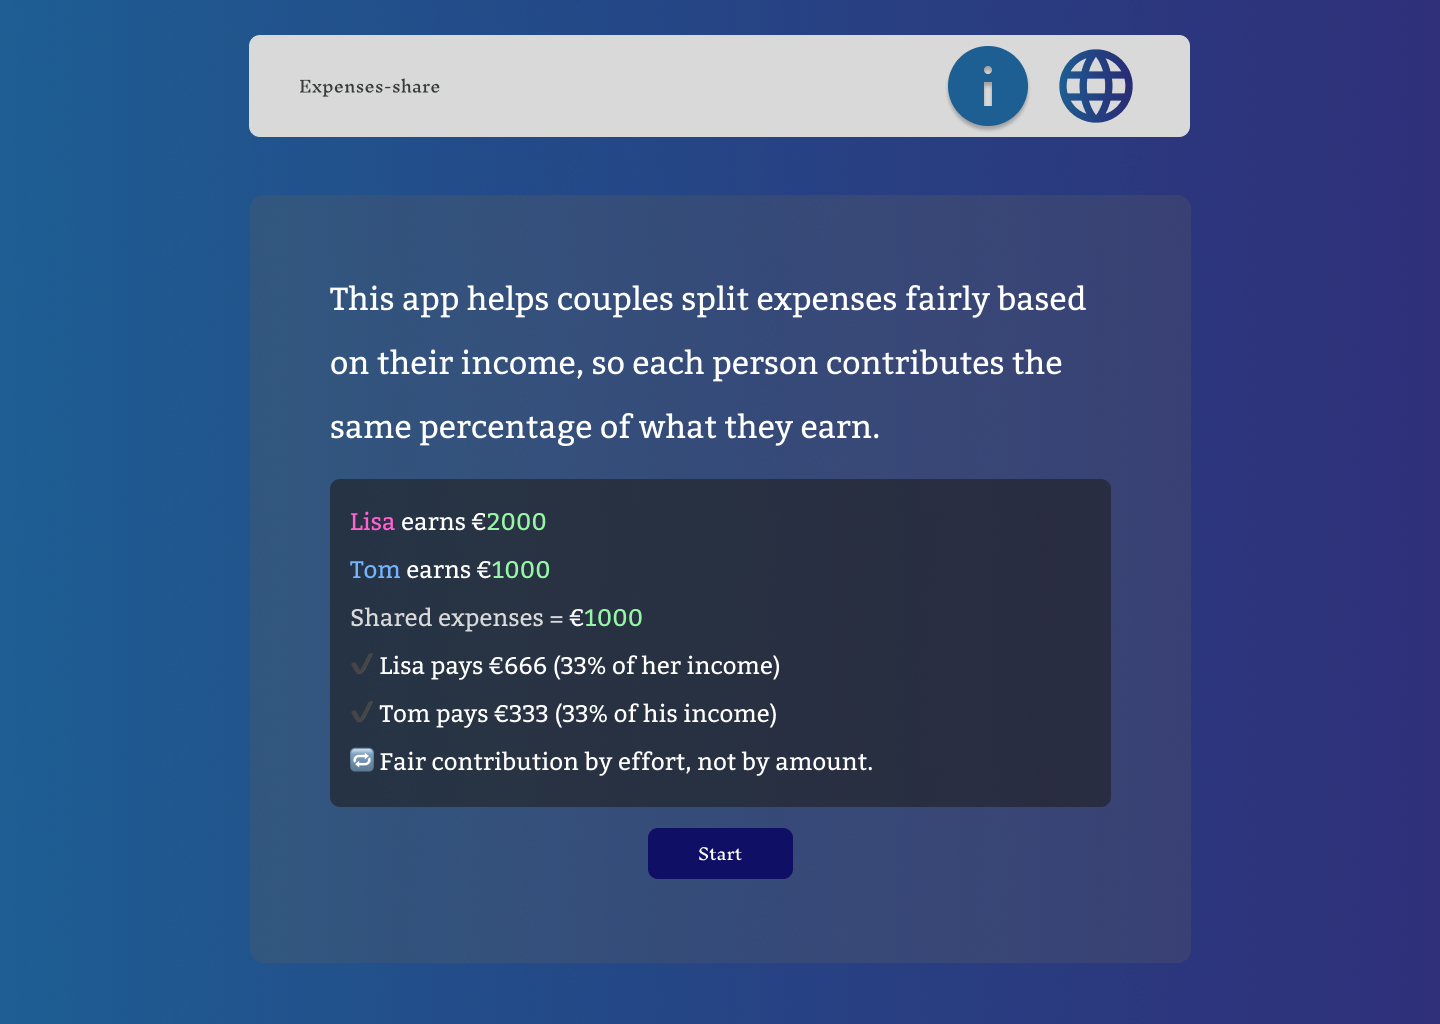 Expenses-share
This app helps couples split expenses fairly based
on their income, so each person contributes the
same percentage of what they earn.
Lisa earns €2000
Tom earns €1000
Shared expenses = €1000
✔ Lisa pays €666 (33% of her income)
✔ Tom pays €333 (33% of his income)
🔁 Fair contribution by effort, not by amount.
Start